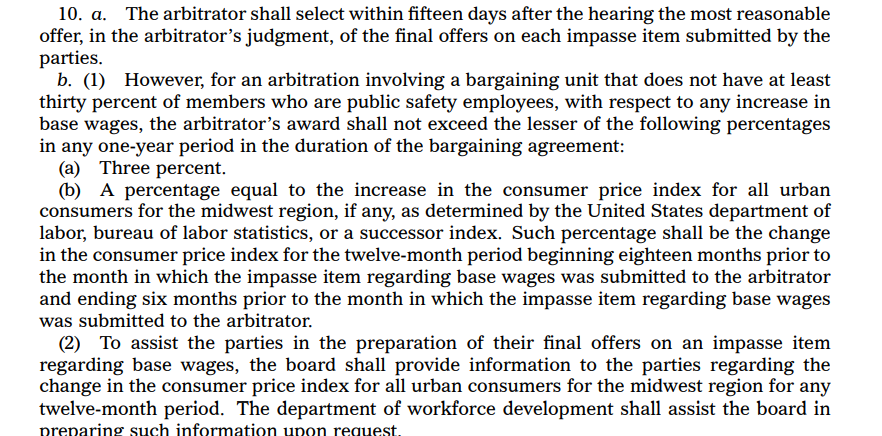 10. a. The arbitrator shall select within fifteen days after the hearing the most reasonable
offer, in the arbitrator's judgment, of the final offers on each impasse item submitted by the
parties.
b. (1) However, for an arbitration involving a bargaining unit that does not have at least
thirty percent of members who are public safety employees, with respect to any increase in
base wages, the arbitrator's award shall not exceed the lesser of the following percentages
in any one-year period in the duration of the bargaining agreement:
(a) Three percent.
(b) A percentage equal to the increase in the consumer price index for all urban
consumers for the midwest region, if any, as determined by the United States department of
labor, bureau of labor statistics, or a successor index. Such percentage shall be the change
in the consumer price index for the twelve-month period beginning eighteen months prior to
the month in which the impasse item regarding base wages was submitted to the arbitrator
and ending six months prior to the month in which the impasse item regarding base wages
was submitted to the arbitrator.
(2) To assist the parties in the preparation of their final offers on an impasse item
regarding base wages, the board shall provide information to the parties regarding the
change in the consumer price index for all urban consumers for the midwest region for any
twelve-month period. The department of workforce development shall assist the board in
preparing such information upon request.